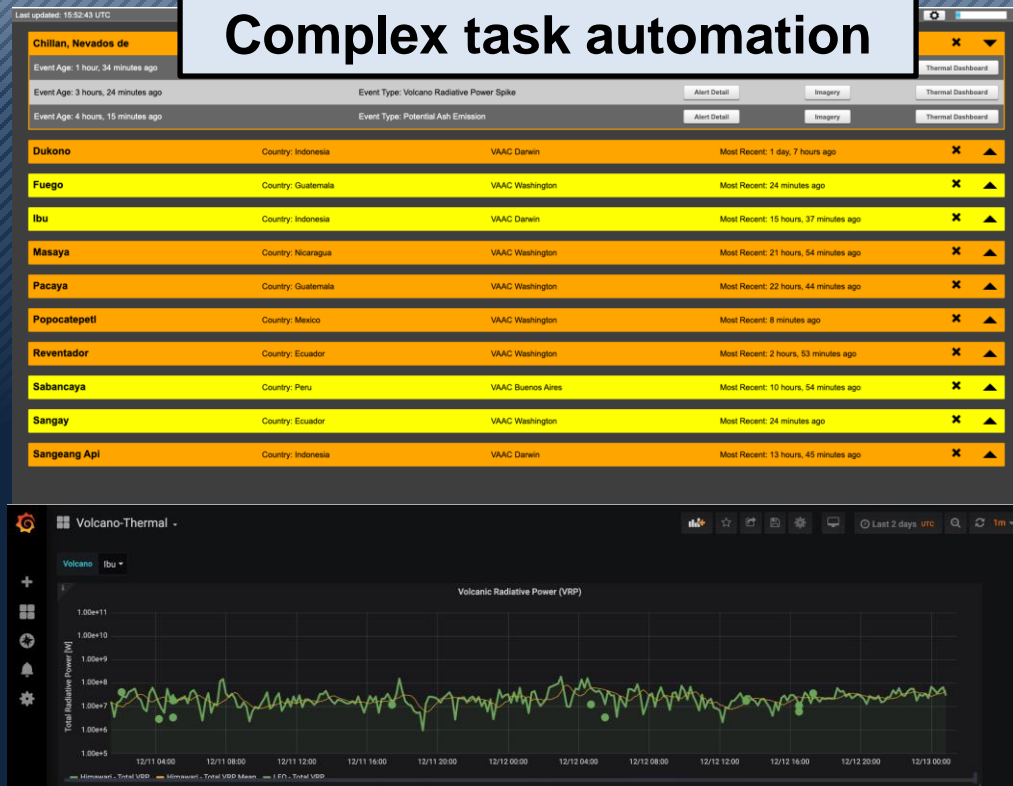 Complex task automation
Last updated: 15:52:43 UTC
Chillan, Nevados de
Event Age: 1 hour, 34 minutes ago Thermal Dashboard
Event Age: 3 hours, 24 minutes ago Event Type: Volcano Radiative Power Spike Alert Detail Imagery Thermal Dashboard
Event Age: 4 hours, 15 minutes ago Event Type: Potential Ash Emission Alert Detail Imagery Thermal Dashboard
Dukono Country: Indonesia VAAC Darwin Most Recent: 1 day, 7 hours ago
Fuego Country: Guatemala VAAC Washington Most Recent: 24 minutes ago
Ibu Country: Indonesia VAAC Darwin Most Recent: 15 hours, 37 minutes ago
Masaya Country: Nicaragua VAAC Washington Most Recent: 21 hours, 54 minutes ago
Pacaya Country: Guatemala VAAC Washington Most Recent: 22 hours, 44 minutes ago
Popocatepetl Country: Mexico VAAC Washington Most Recent: 8 minutes ago
Reventador Country: Ecuador VAAC Washington Most Recent: 2 hours, 53 minutes ago
Sabancaya Country: Peru VAAC Buenos Aires Most Recent: 10 hours, 54 minutes ago
Sangay Country: Ecuador VAAC Washington Most Recent: 24 minutes ago
Sangeang Api Country: Indonesia VAAC Darwin Most Recent: 13 hours, 45 minutes ago
Volcano-Thermal Last 2 days UTC 1m
Volcano Ibu
Volcanic Radiative Power (VRP)
Total Radiative Power [W]
1.00e+11
1.00e+10
1.00e+9
1.00e+8
1.00e+7
1.00e+6
1.00e+5
12/11 04:00 12/11 08:00 12/11 12:00 12/11 16:00 12/11 20:00 12/12 00:00 12/12 04:00 12/12 08:00 12/12 12:00 12/12 16:00 12/12 20:00 12/13 00:00
Himawari - Total VRP Himawari - Total VRP Mean LEO - Total VRP